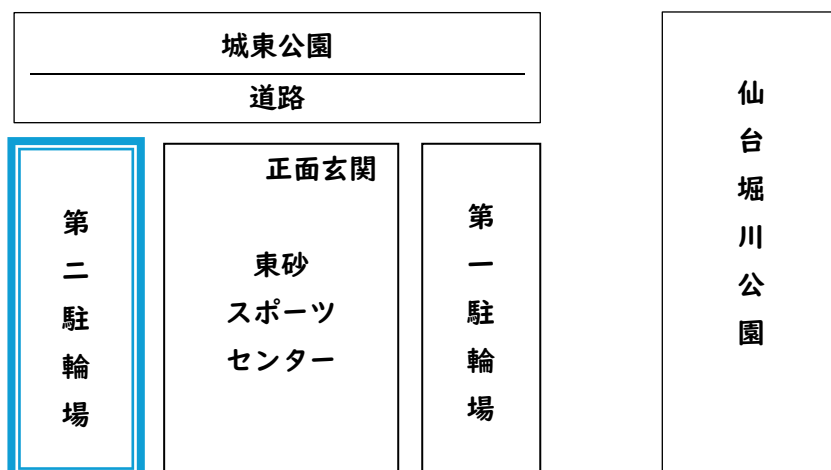 城東公園
道路
正面玄関
第二駐輪場
東砂
スポーツ
センター
第一駐輪場
仙台堀川公園